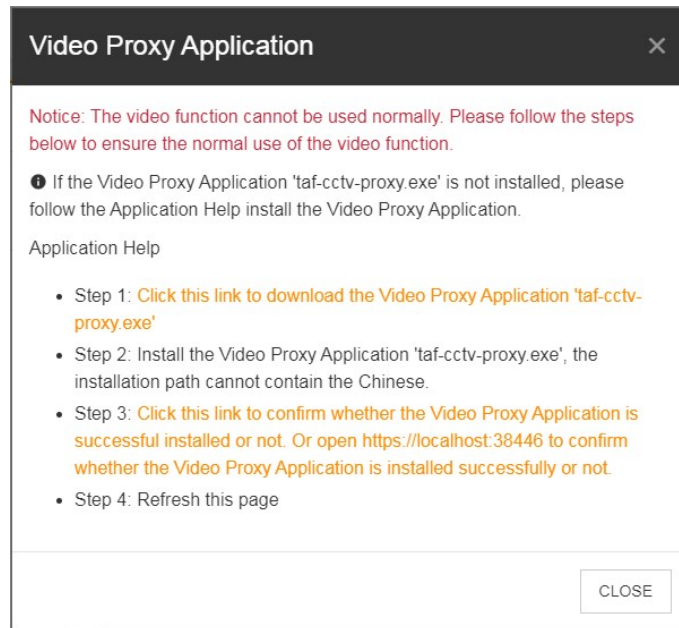 Video Proxy Application
×
Notice: The video function cannot be used normally. Please follow the steps
below to ensure the normal use of the video function.
If the Video Proxy Application 'taf-cctv-proxy.exe' is not installed, please
follow the Application Help install the Video Proxy Application.
Application Help
• Step 1: Click this link to download the Video Proxy Application 'taf-cctv-
proxy.exe'
• Step 2: Install the Video Proxy Application 'taf-cctv-proxy.exe', the
installation path cannot contain the Chinese.
• Step 3: Click this link to confirm whether the Video Proxy Application is
successful installed or not. Or open https://localhost:38446 to confirm
whether the Video Proxy Application is installed successfully or not.
• Step 4: Refresh this page
CLOSE